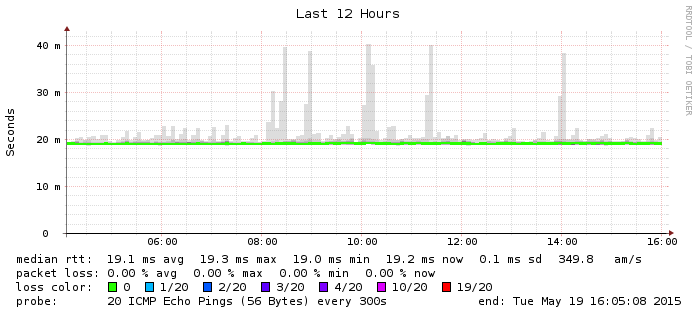 Last 12 Hours
RRDTOOL / TOBI OETIKER
Seconds
40 m
30 m
20 m
10 m
0
06:00 08:00 10:00 12:00 14:00 16:00
median rtt: 19.1 ms avg 19.3 ms max 19.0 ms min 19.2 ms now 0.1 ms sd 349.8 am/s
packet loss: 0.00 % avg 0.00 % max 0.00 % min 0.00 % now
loss color: 0 1/20 2/20 3/20 4/20 10/20 19/20
probe: 20 ICMP Echo Pings (56 Bytes) every 300s end: Tue May 19 16:05:08 2015